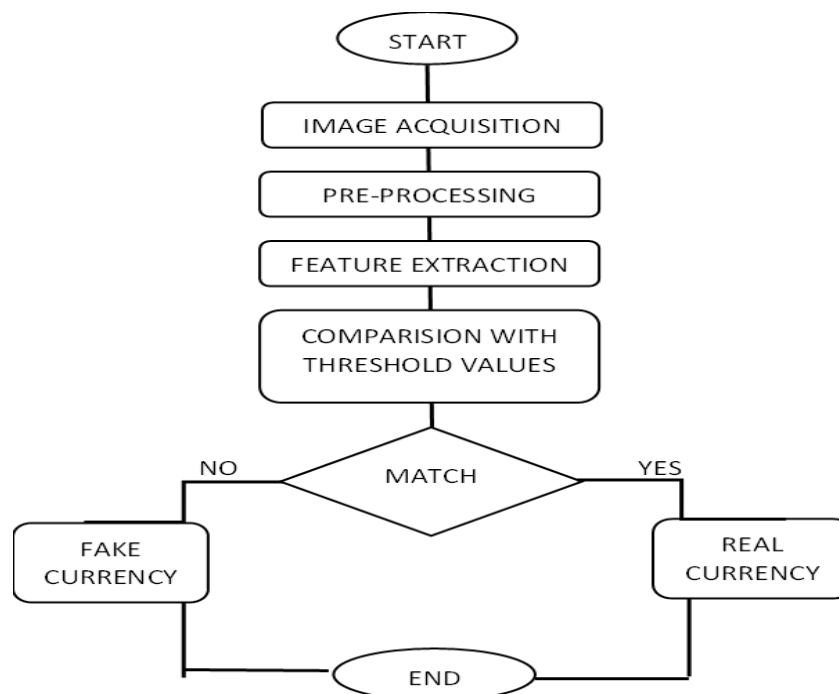 START
IMAGE ACQUISITION
PRE-PROCESSING
FEATURE EXTRACTION
COMPARISION WITH
THRESHOLD VALUES
MATCH
NO
YES
FAKE
CURRENCY
REAL
CURRENCY
END